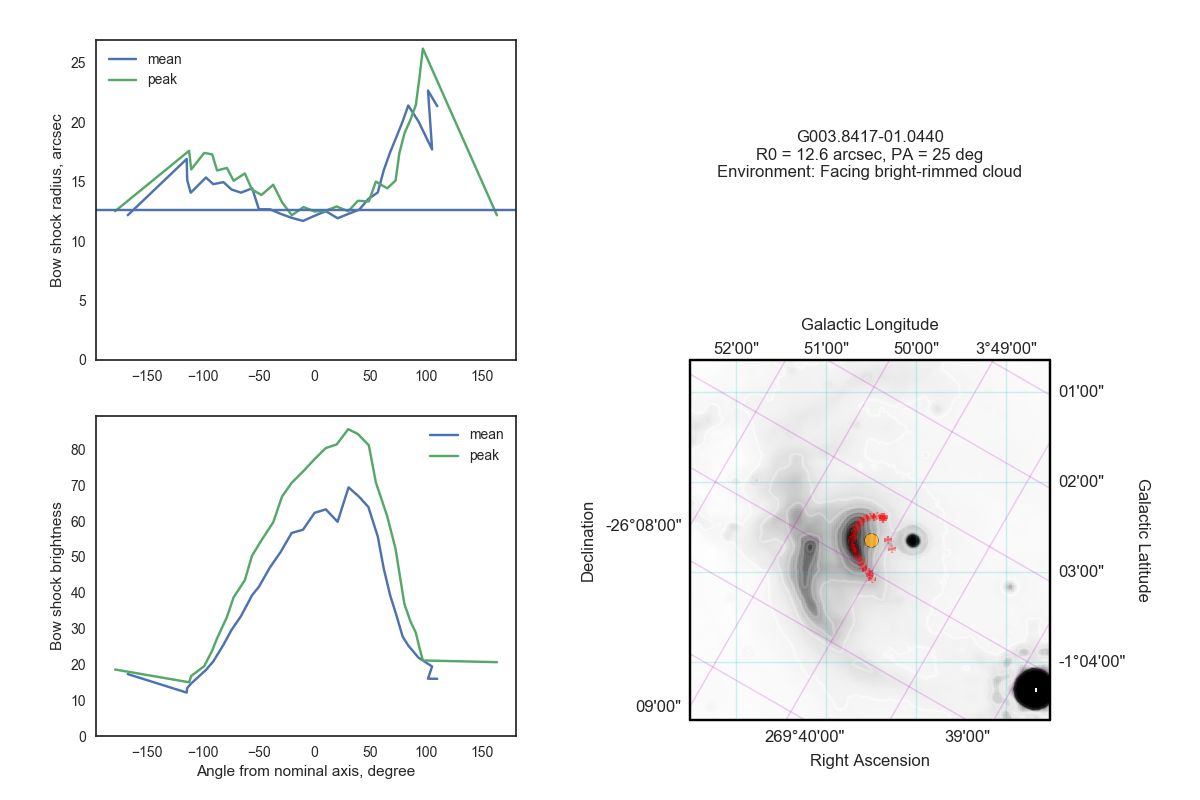 mean
peak
25
20
15
10
5
0
Bow shock radius, arcsec
−150
−100
−50
0
50
100
150
G003.8417-01.0440
R0 = 12.6 arcsec, PA = 25 deg
Environment: Facing bright-rimmed cloud
mean
peak
80
70
60
50
40
30
20
10
0
Bow shock brightness
−150
−100
−50
0
50
100
150
Angle from nominal axis, degree
Galactic Longitude
52'00"
51'00"
50'00"
3°49'00"
01'00"
02'00"
03'00"
-1°04'00"
Galactic Latitude
Declination
-26°08'00"
09'00"
269°40'00"
39'00"
Right Ascension